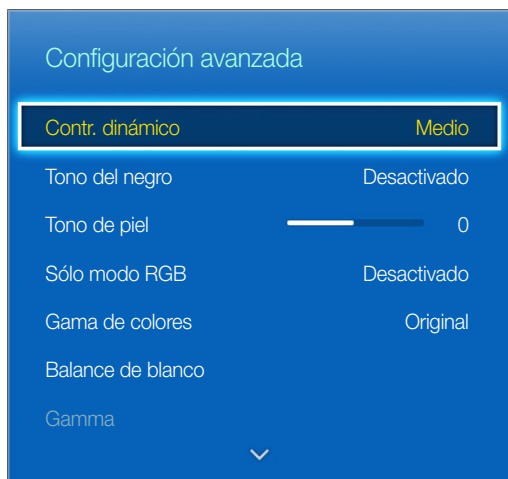 Configuración avanzada
Contr. dinámico Medio
Tono del negro Desactivado
Tono de piel 0
Sólo modo RGB Desactivado
Gama de colores Original
Balance de blanco
Gamma